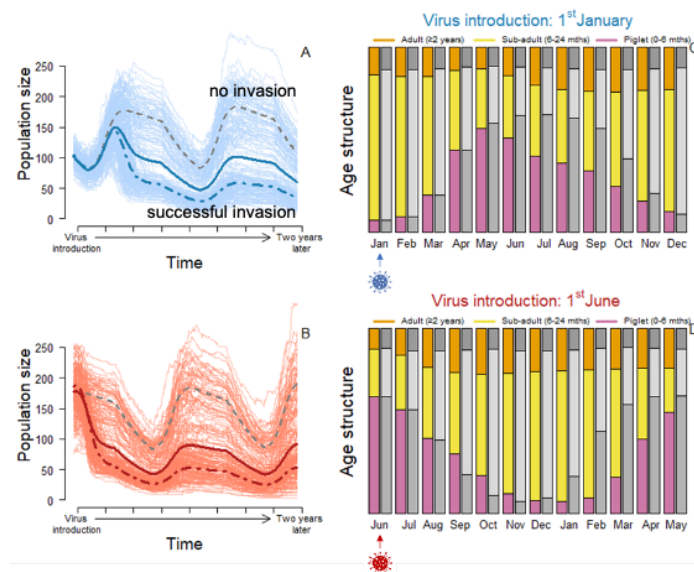 A
Population size
250
200
150
100
50
0
no invasion
successful invasion
Virus introduction
Two years later
Time
Virus introduction: 1st January
Adult (≥2 years) Sub-adult (6-24 mths) Piglet (0-6 mths)
C
Age structure
Jan Feb Mar Apr May Jun Jul Aug Sep Oct Nov Dec
B
Population size
250
200
150
100
50
0
Virus introduction
Two years later
Time
Virus introduction: 1st June
Adult (≥2 years) Sub-adult (6-24 mths) Piglet (0-6 mths)
D
Age structure
Jun Jul Aug Sep Oct Nov Dec Jan Feb Mar Apr May